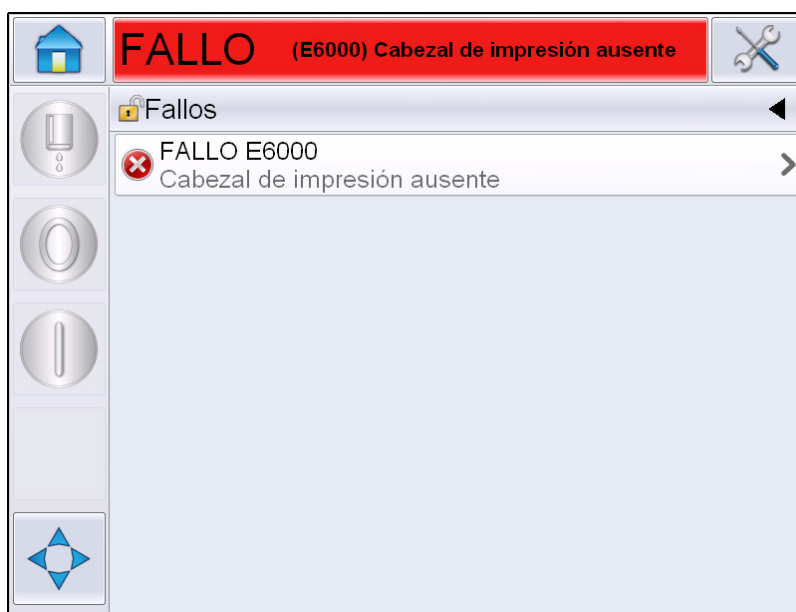 FALLO (E6000) Cabezal de impresión ausente
Fallos
FALLO E6000
Cabezal de impresión ausente